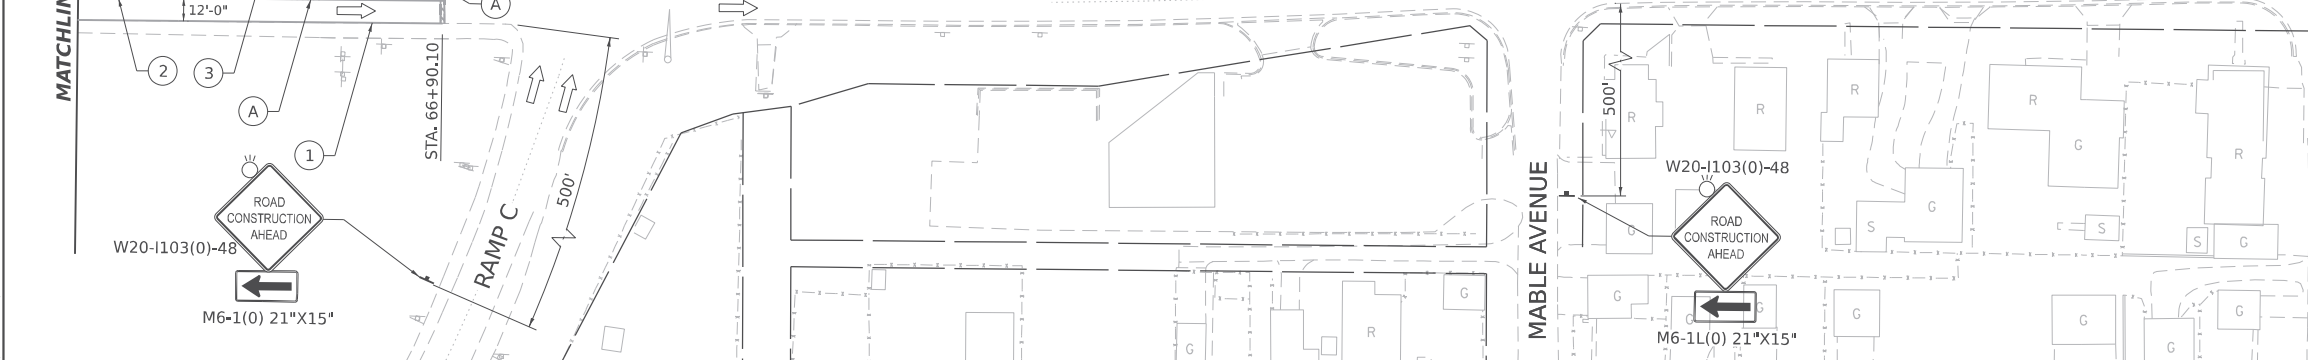 MATCHLIN
12'-0"
2
3
A
A
1
STA. 66+90.10
ROAD
CONSTRUCTION
AHEAD
W20-I103(0)-48
M6-1(0) 21"X15"
RAMP C
500'
MABLE AVENUE
500'
W20-I103(0)-48
ROAD
CONSTRUCTION
AHEAD
M6-1L(0) 21"X15"
R
R
R
R
G
R
G
G
S
S
S
G
G
G
G
G
G
G
G
G
R
G